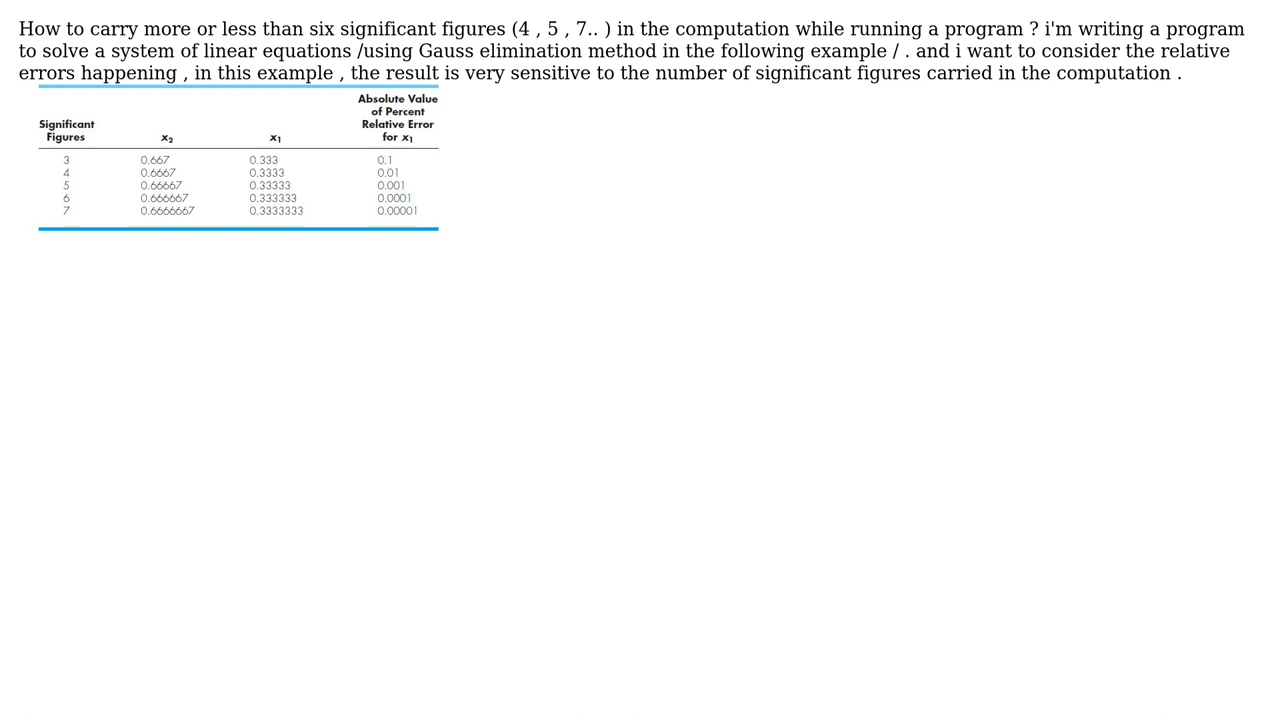 How to carry more or less than six significant figures (4 , 5 , 7.. ) in the computation while running a program ? i'm writing a program
to solve a system of linear equations /using Gauss elimination method in the following example / . and i want to consider the relative
errors happening , in this example , the result is very sensitive to the number of significant figures carried in the computation .
Absolute Value
of Percent
Significant Relative Error
Figures x2 x1 for x1
3 0.667 0.333 0.1
4 0.6667 0.3333 0.01
5 0.66667 0.33333 0.001
6 0.666667 0.333333 0.0001
7 0.6666667 0.3333333 0.00001